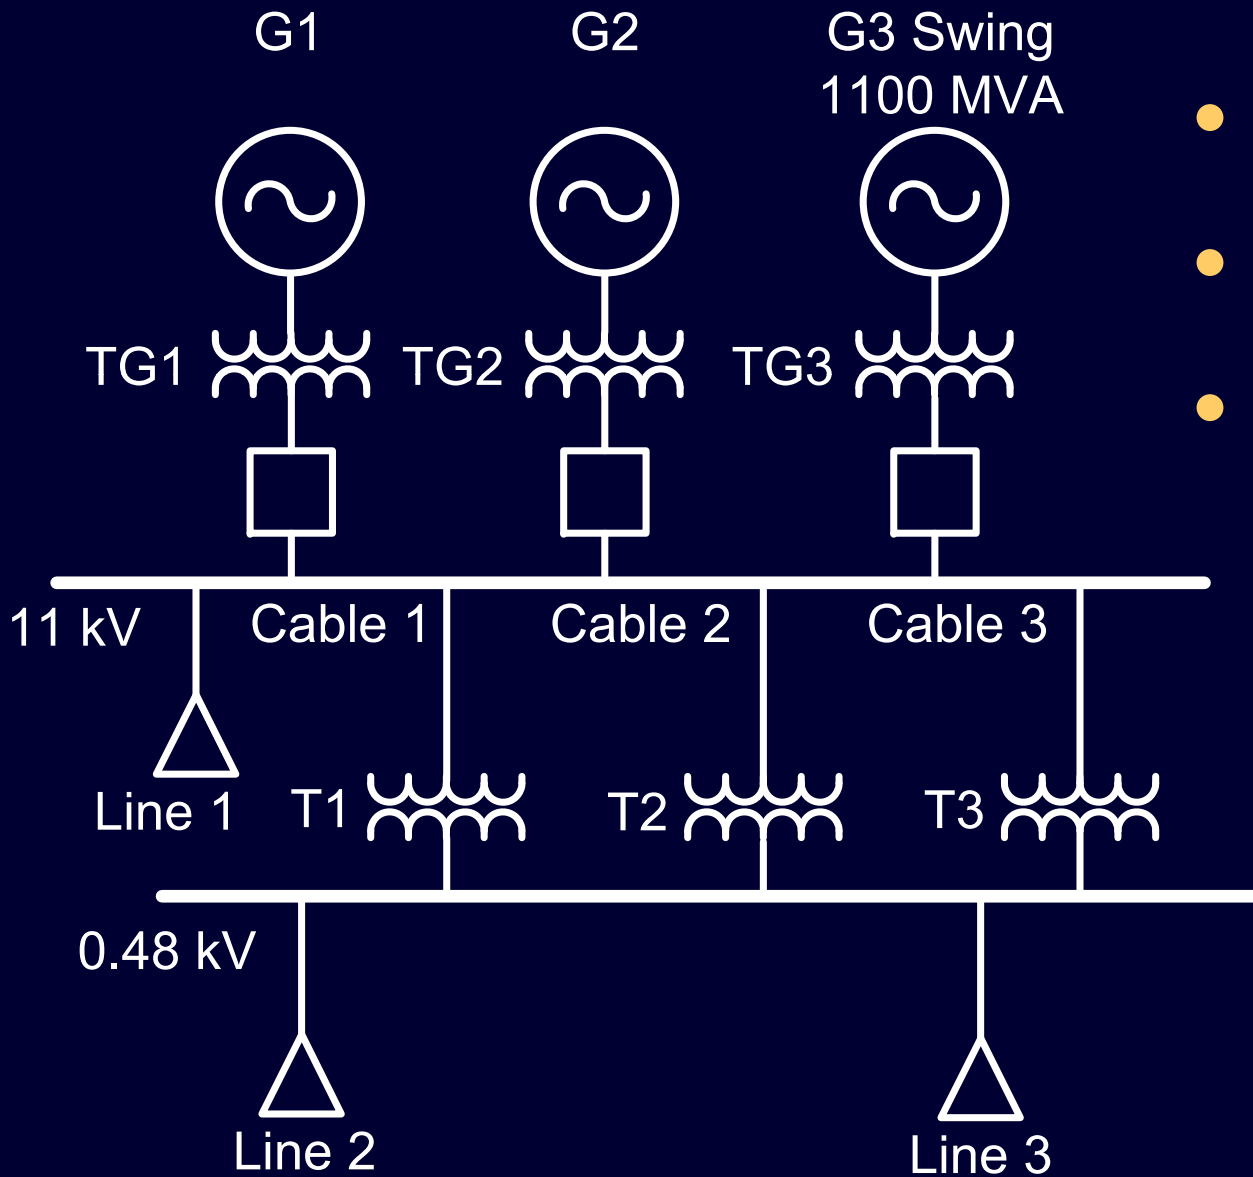 G1
G2
G3 Swing
1100 MVA
TG1
TG2
TG3
11 kV
Cable 1
Cable 2
Cable 3
Line 1
T1
T2
T3
0.48 kV
Line 2
Line 3